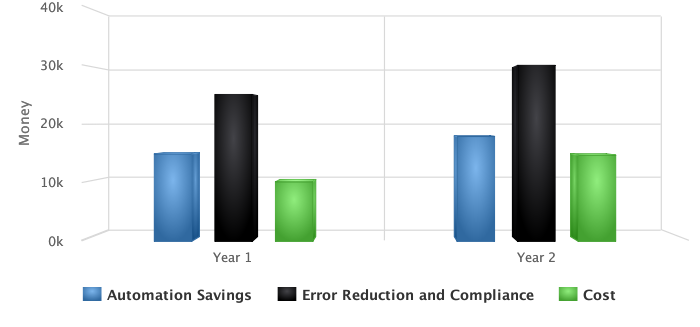 40k
30k
20k
10k
0k
Money
Year 1
Year 2
Automation Savings
Error Reduction and Compliance
Cost